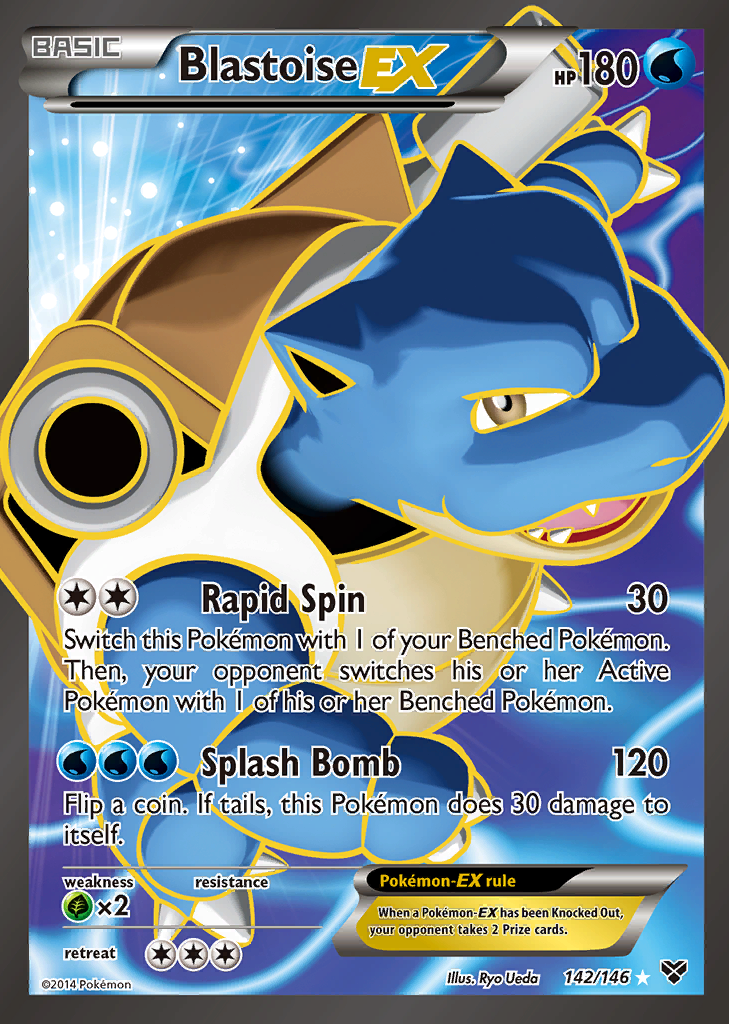 BASIC
Blastoise EX
HP 180
Rapid Spin 30
Switch this Pokémon with 1 of your Benched Pokémon.
Then, your opponent switches his or her Active
Pokémon with 1 of his or her Benched Pokémon.
Splash Bomb 120
Flip a coin. If tails, this Pokémon does 30 damage to
itself.
weakness resistance
×2
Pokémon-EX rule
When a Pokémon-EX has been Knocked Out,
your opponent takes 2 Prize cards.
retreat
©2014 Pokémon
Illus. Ryo Ueda 142/146